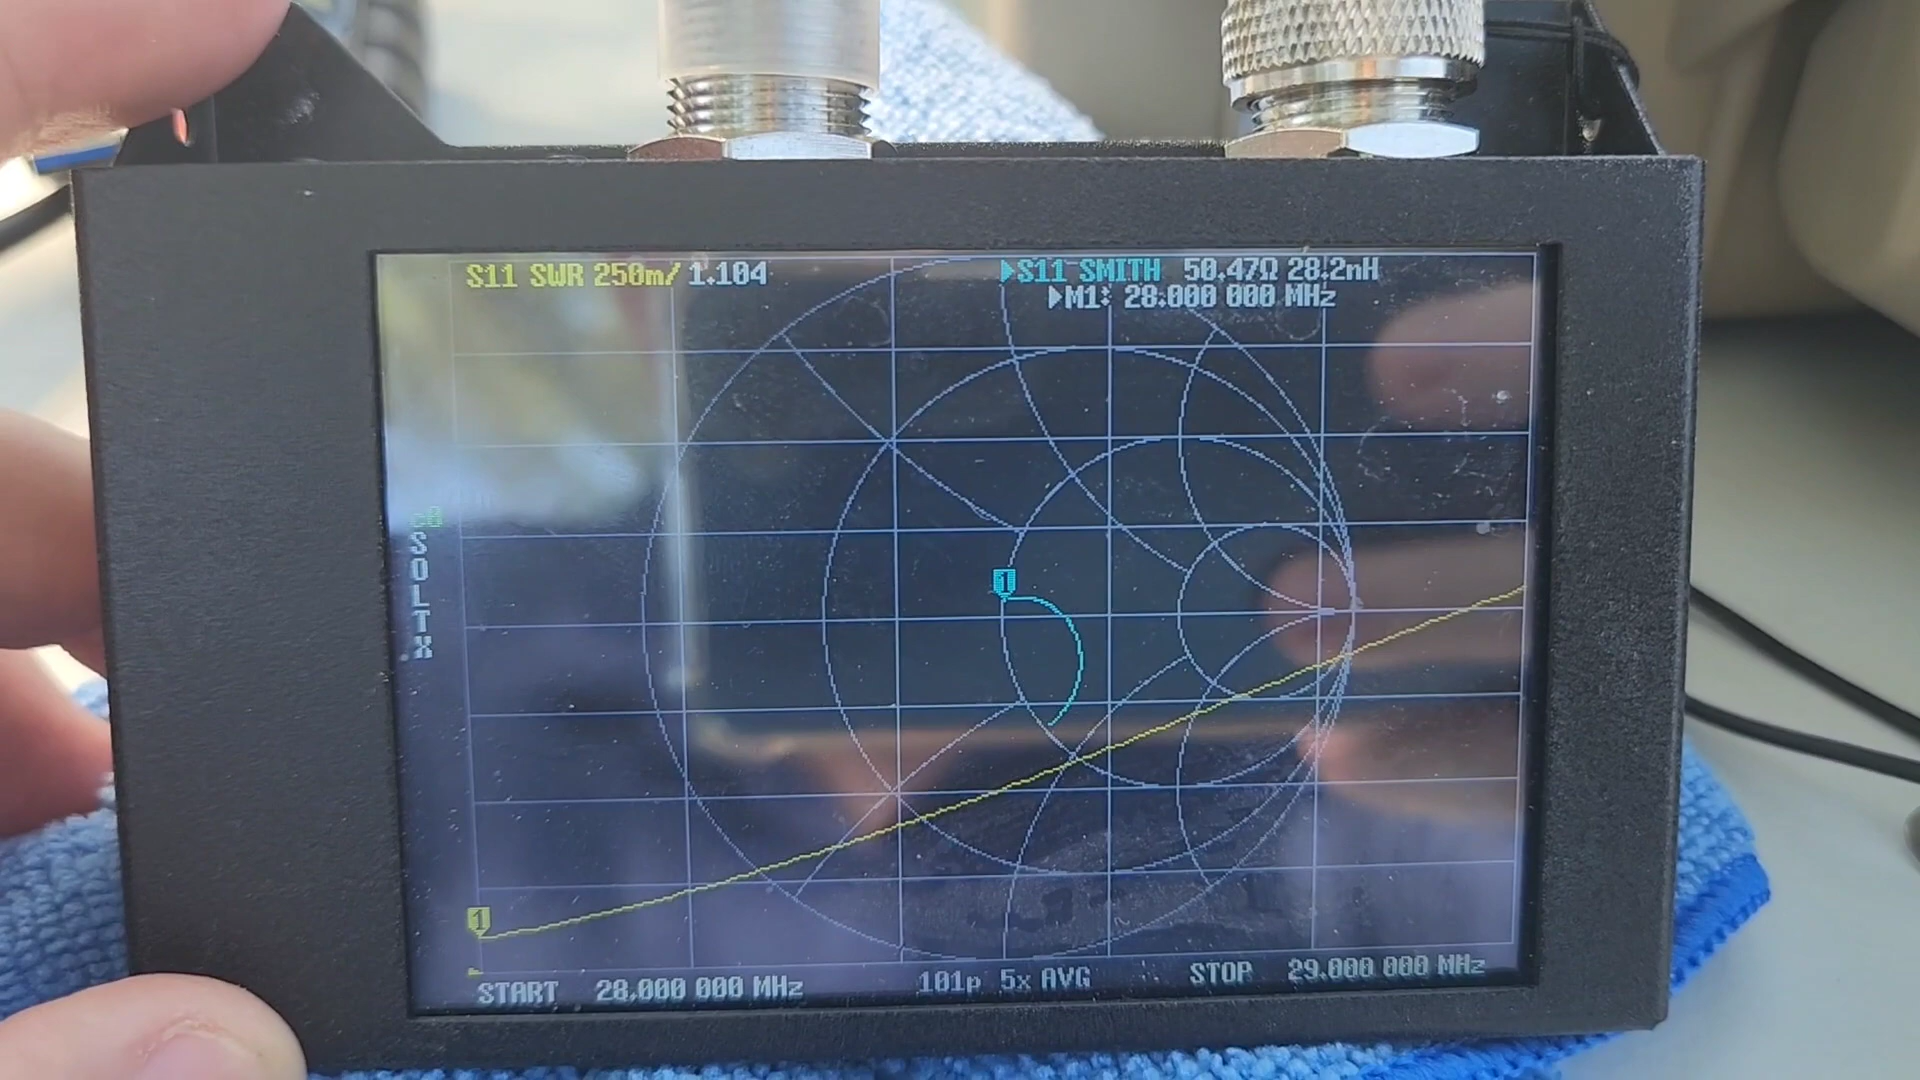 S11 SWR 250m/ 1.104
▶S11 SMITH 50.47Ω 28.2nH
▶M1: 28.000 000 MHz
c0
S
O
L
T
X
1
1
START 28.000 000 MHz 101p 5x AVG STOP 29.000 000 MHz